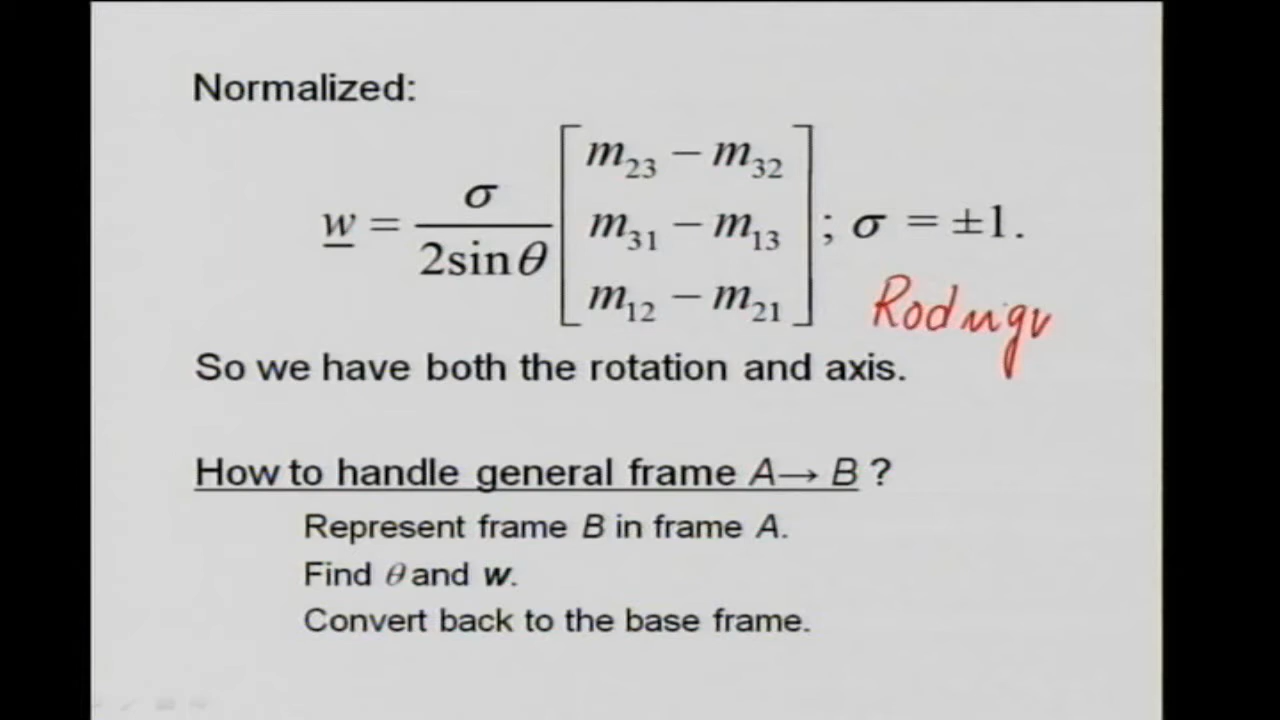 Normalized:
w = σ / 2sinθ [ m23 − m32
m31 − m13
m12 − m21 ] ; σ = ±1.
Rodrigu
So we have both the rotation and axis.
How to handle general frame A→ B ?
Represent frame B in frame A.
Find θ and w.
Convert back to the base frame.